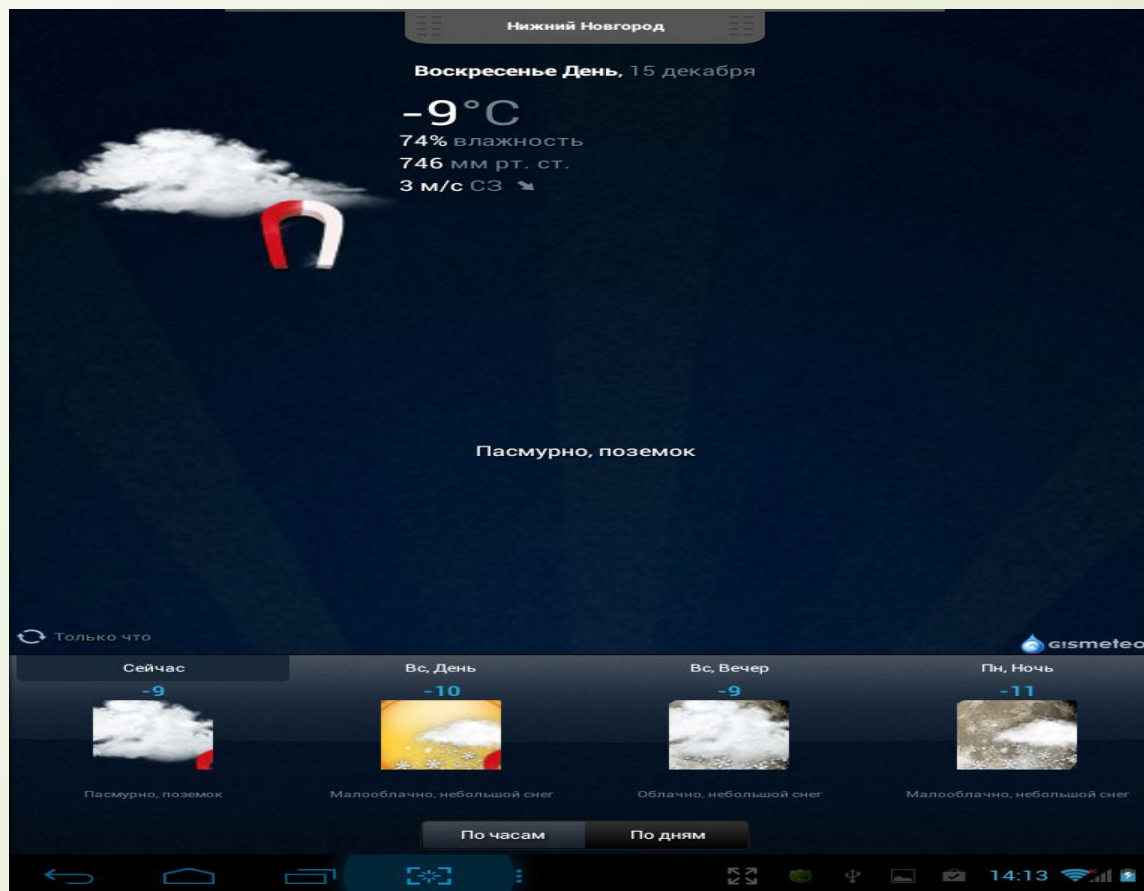 Нижний Новгород
Воскресенье День, 15 декабря
-9°C
74% влажность
746 мм рт. ст.
3 м/с СЗ
Пасмурно, поземок
Только что
GISMETEO
Сейчас Вс, День Вс, Вечер Пн, Ночь
-9 -10 -9 -11
Пасмурно, поземок Малооблачно, небольшой снег Облачно, небольшой снег Малооблачно, небольшой снег
По часам По дням
14:13